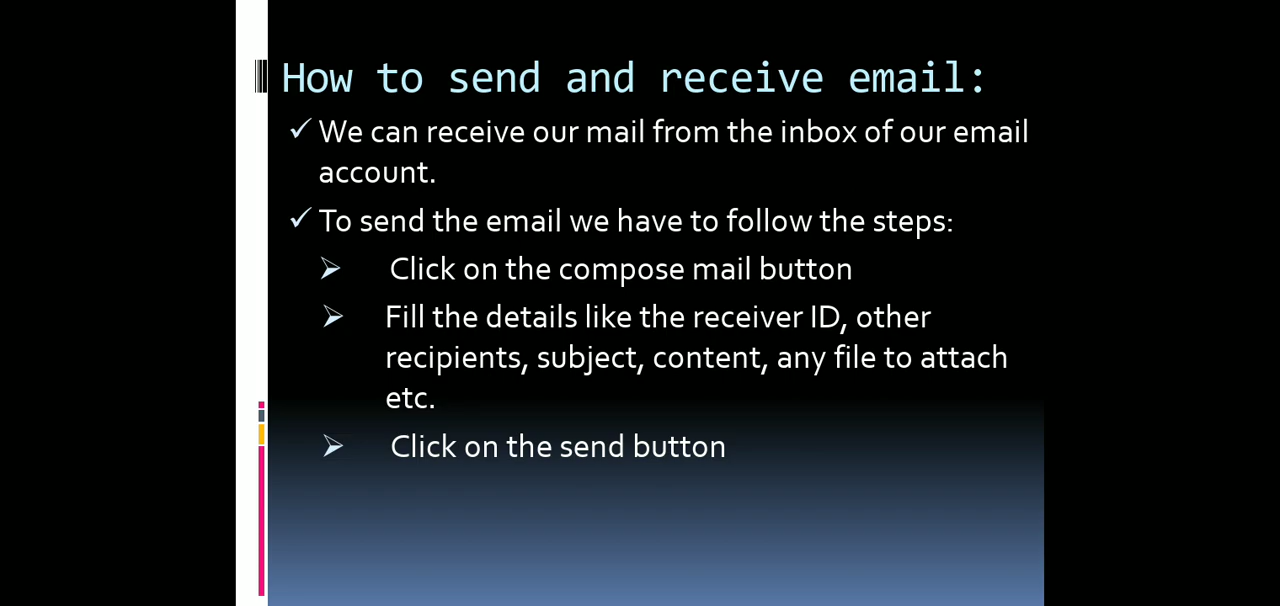 How to send and receive email:
✓ We can receive our mail from the inbox of our email
account.
✓ To send the email we have to follow the steps:
➢ Click on the compose mail button
➢ Fill the details like the receiver ID, other
recipients, subject, content, any file to attach
etc.
➢ Click on the send button